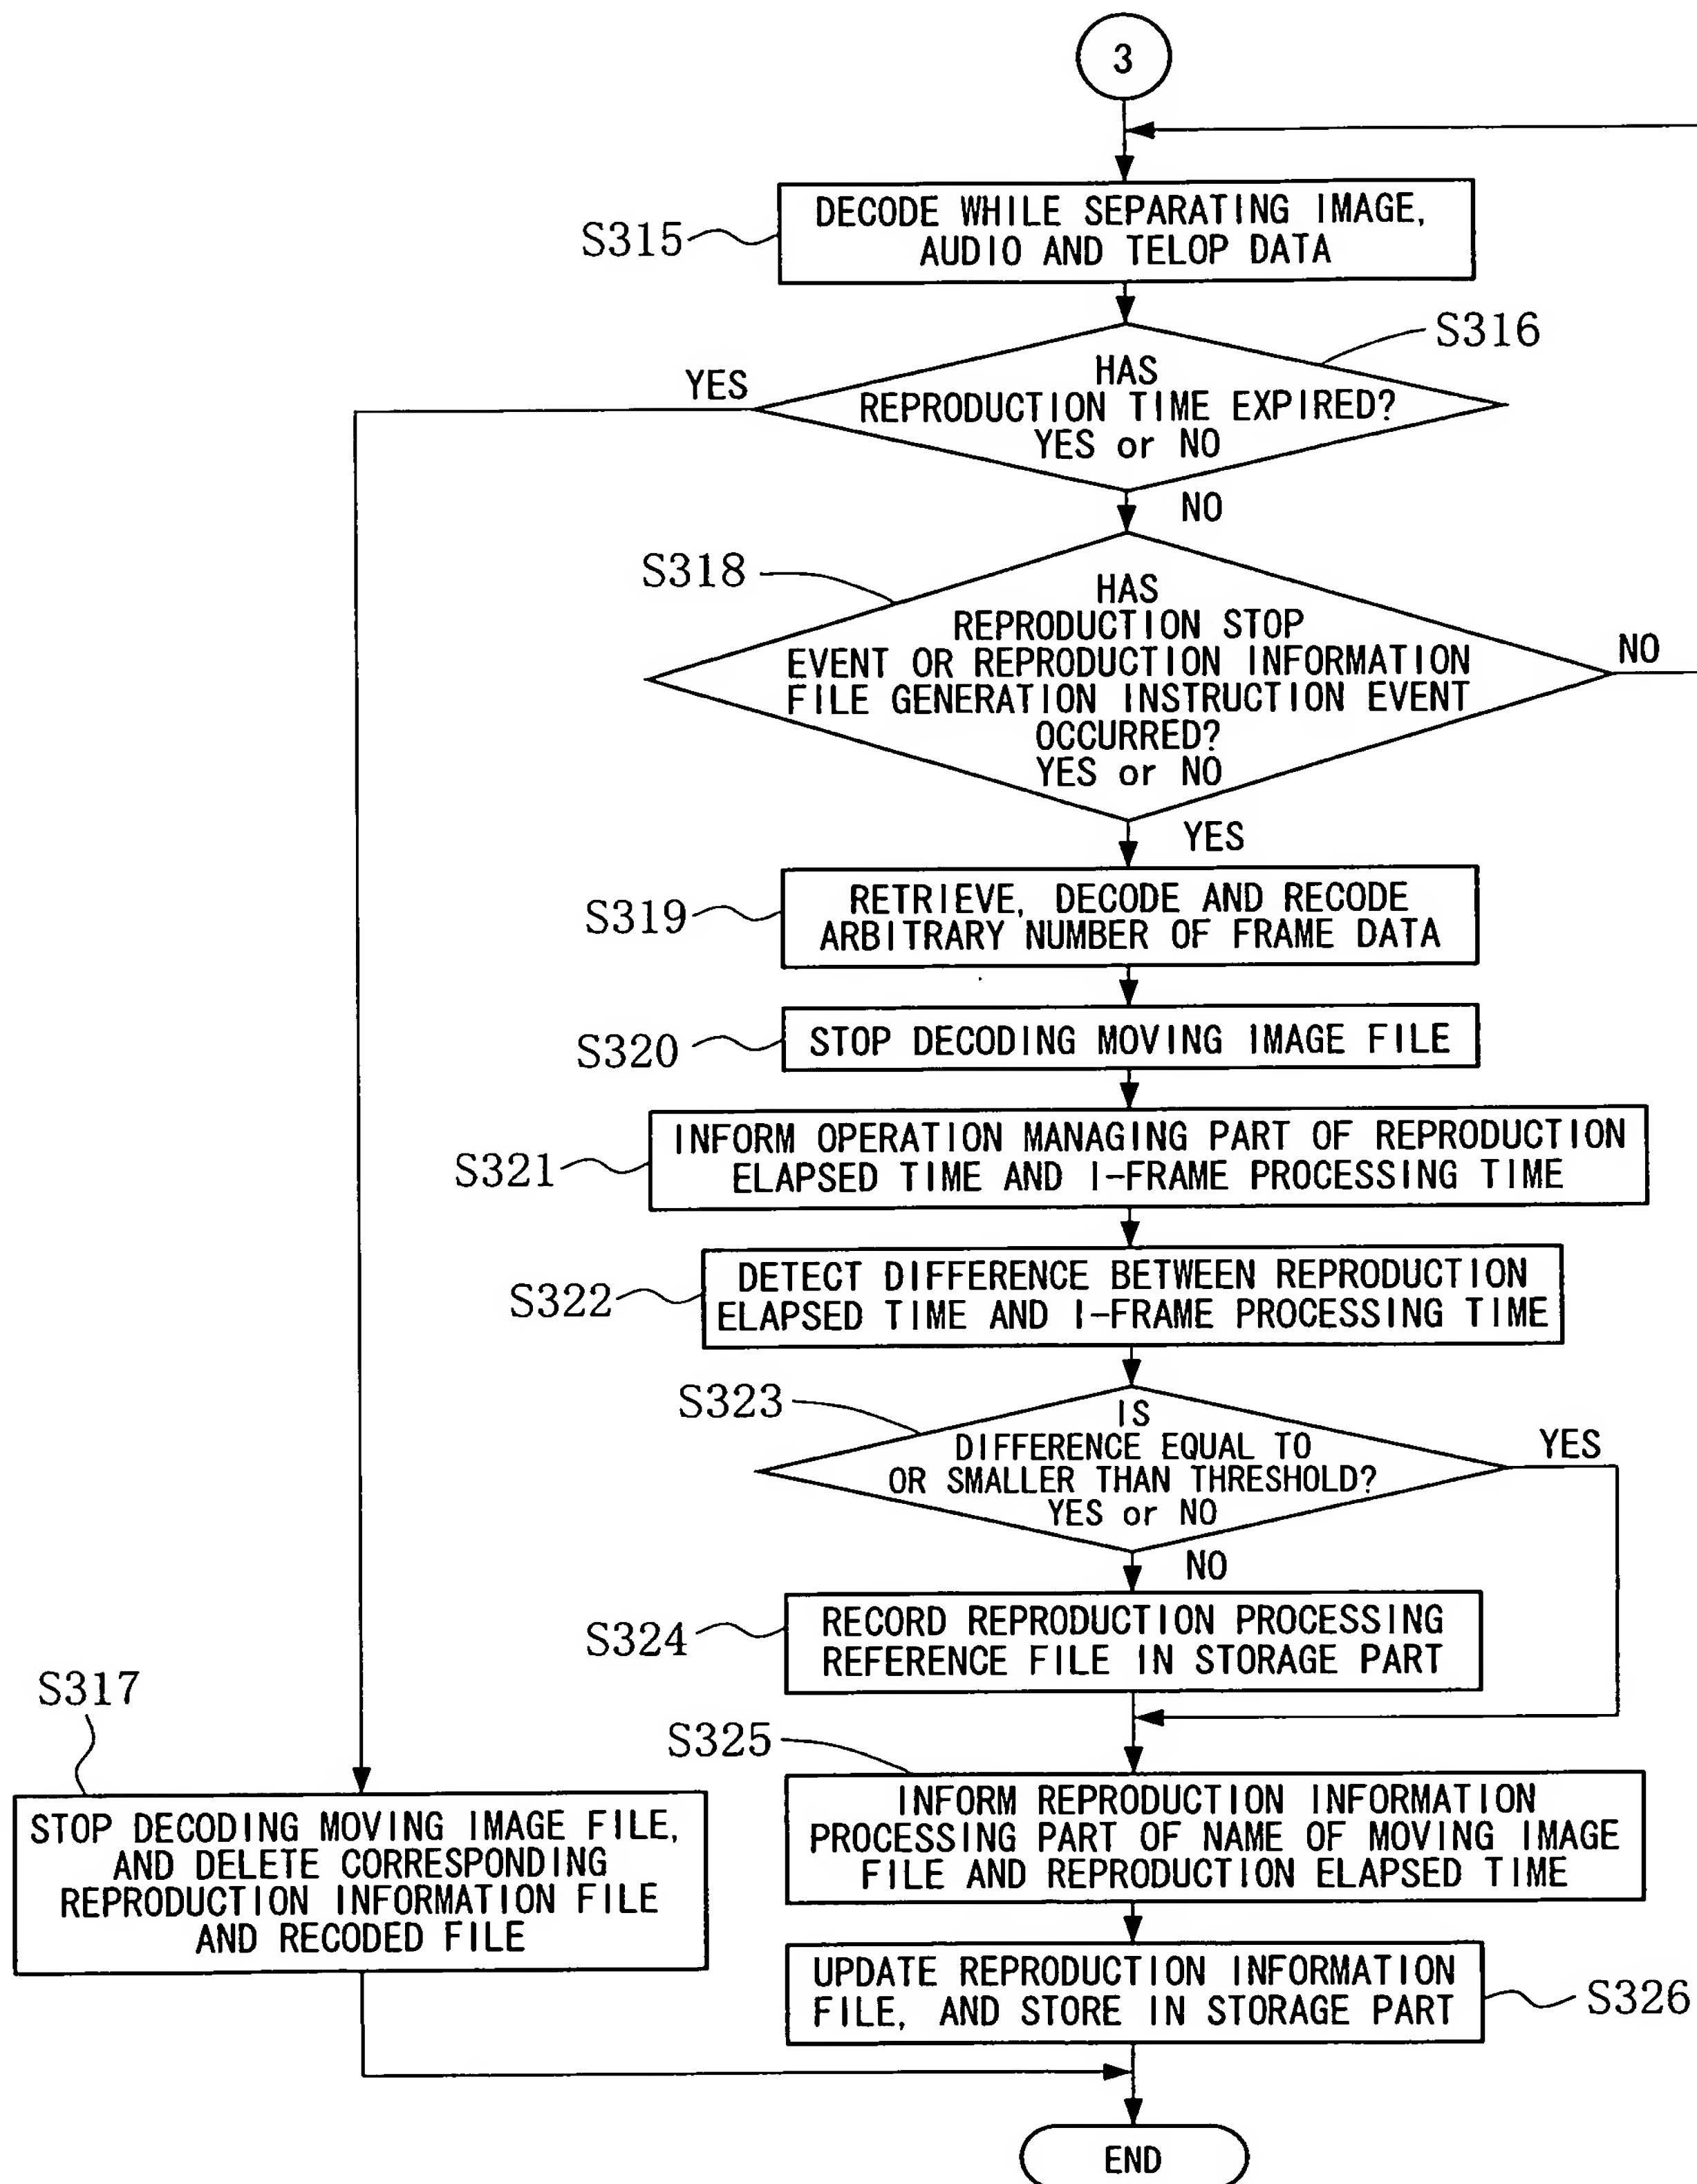 3
S315
DECODE WHILE SEPARATING IMAGE,
AUDIO AND TELOP DATA
S316
YES
HAS
REPRODUCTION TIME EXPIRED?
YES or NO
NO
S318
HAS
REPRODUCTION STOP
EVENT OR REPRODUCTION INFORMATION
FILE GENERATION INSTRUCTION EVENT
OCCURRED?
YES or NO
NO
YES
S319
RETRIEVE, DECODE AND RECODE
ARBITRARY NUMBER OF FRAME DATA
S320
STOP DECODING MOVING IMAGE FILE
S321
INFORM OPERATION MANAGING PART OF REPRODUCTION
ELAPSED TIME AND I-FRAME PROCESSING TIME
S322
DETECT DIFFERENCE BETWEEN REPRODUCTION
ELAPSED TIME AND I-FRAME PROCESSING TIME
S323
IS
DIFFERENCE EQUAL TO
OR SMALLER THAN THRESHOLD?
YES or NO
YES
NO
S324
RECORD REPRODUCTION PROCESSING
REFERENCE FILE IN STORAGE PART
S317
STOP DECODING MOVING IMAGE FILE,
AND DELETE CORRESPONDING
REPRODUCTION INFORMATION FILE
AND RECODED FILE
S325
INFORM REPRODUCTION INFORMATION
PROCESSING PART OF NAME OF MOVING IMAGE
FILE AND REPRODUCTION ELAPSED TIME
UPDATE REPRODUCTION INFORMATION
FILE, AND STORE IN STORAGE PART
S326
END